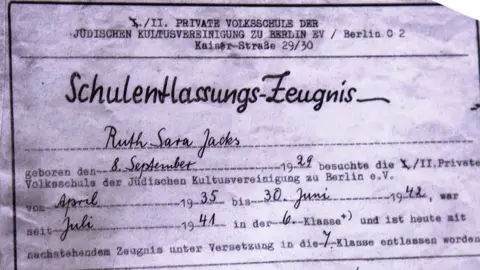 I./II. PRIVATE VOLKSSCHULE DER
JÜDISCHEN KULTUSVEREINIGUNG ZU BERLIN EV / Berlin C 2
Kaiser-Straße 29/30
Schulentlassungs-Zeugnis
Ruth Sara Jacks
geboren den 8. September 1929 besuchte die I./II. Private
Volksschule der Jüdischen Kultusvereinigung zu Berlin e.V.
von April 1935 bis 30. Juni 1942, war
seit Juli 1941 in der 6. Klasse+) und ist heute mit
nachstehendem Zeugnis unter Versetzung in die 7 Klasse entlassen worden